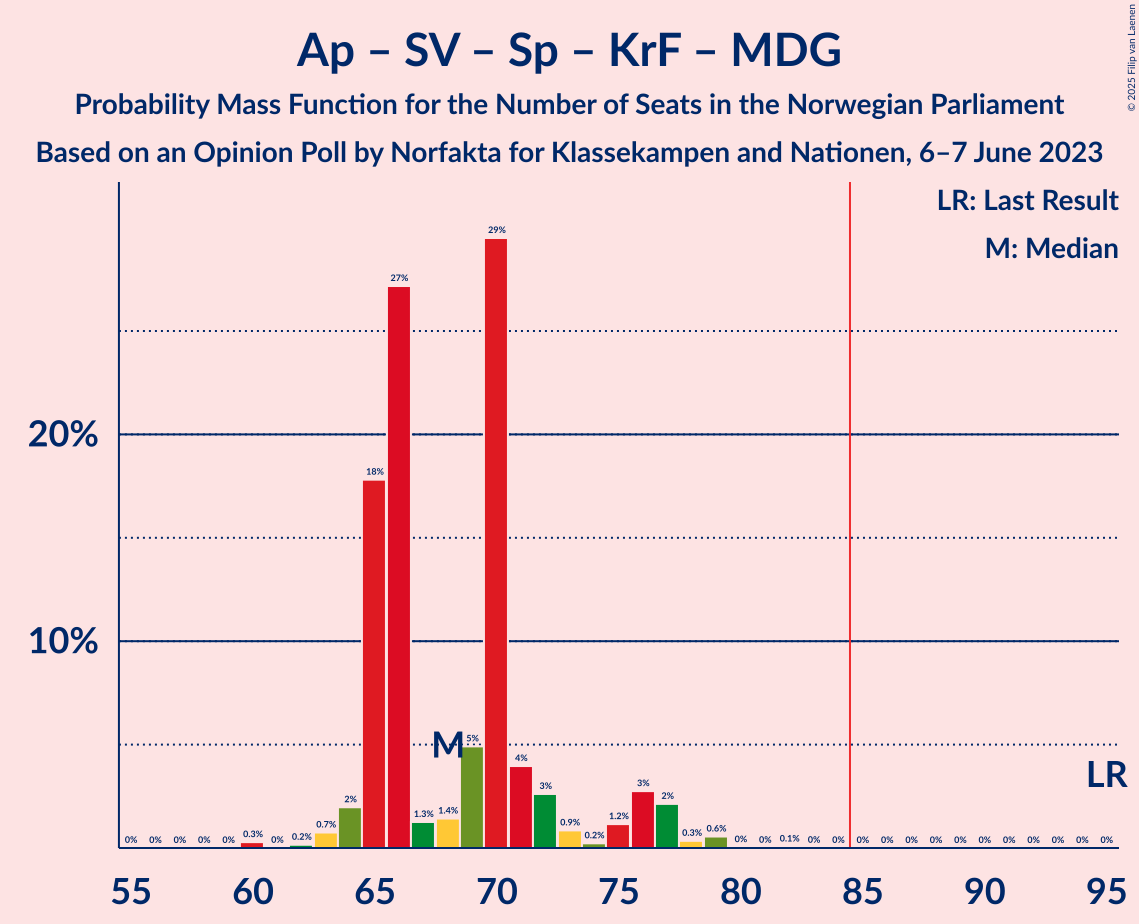 Ap – SV – Sp – KrF – MDG
Probability Mass Function for the Number of Seats in the Norwegian Parliament
Based on an Opinion Poll by Norfakta for Klassekampen and Nationen, 6–7 June 2023
© 2025 Filip van Laenen
LR: Last Result
M: Median
20%
10%
0% 0% 0% 0% 0% 0.3% 0% 0.2% 0.7% 2% 18% 27% 1.3% 1.4% 5% 29% 4% 3% 0.9% 0.2% 1.2% 3% 2% 0.3% 0.6% 0% 0% 0.1% 0% 0% 0% 0% 0% 0% 0% 0% 0% 0% 0% 0% 0%
M
LR
55 60 65 70 75 80 85 90 95